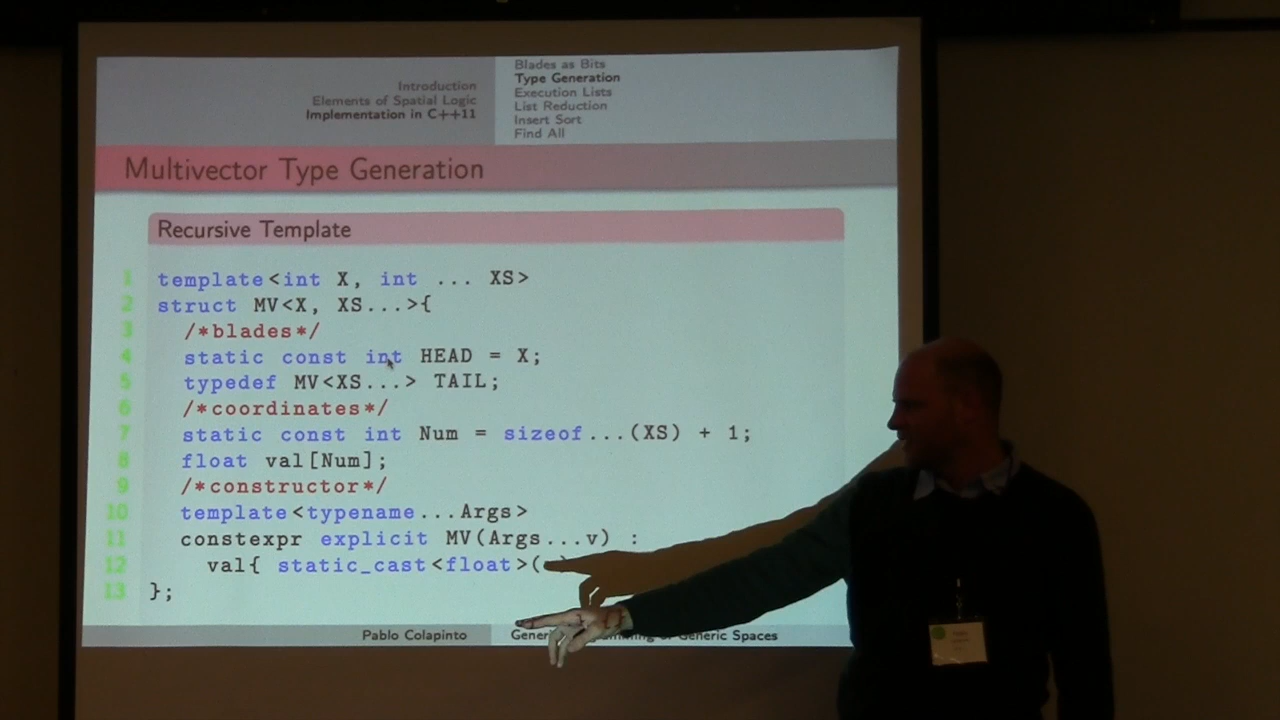 Introduction
Elements of Spatial Logic
Implementation in C++11
Blades as Bits
Type Generation
Execution Lists
List Reduction
Insert Sort
Find All
Multivector Type Generation
Recursive Template
1 template<int X, int ... XS>
2 struct MV<X, XS...>{
3 /*blades*/
4 static const int HEAD = X;
5 typedef MV<XS...> TAIL;
6 /*coordinates*/
7 static const int Num = sizeof...(XS) + 1;
8 float val[Num];
9 /*constructor*/
10 template<typename...Args>
11 constexpr explicit MV(Args...v) :
12 val{ static_cast<float>(
13 };
Pablo Colapinto
Generic Spaces